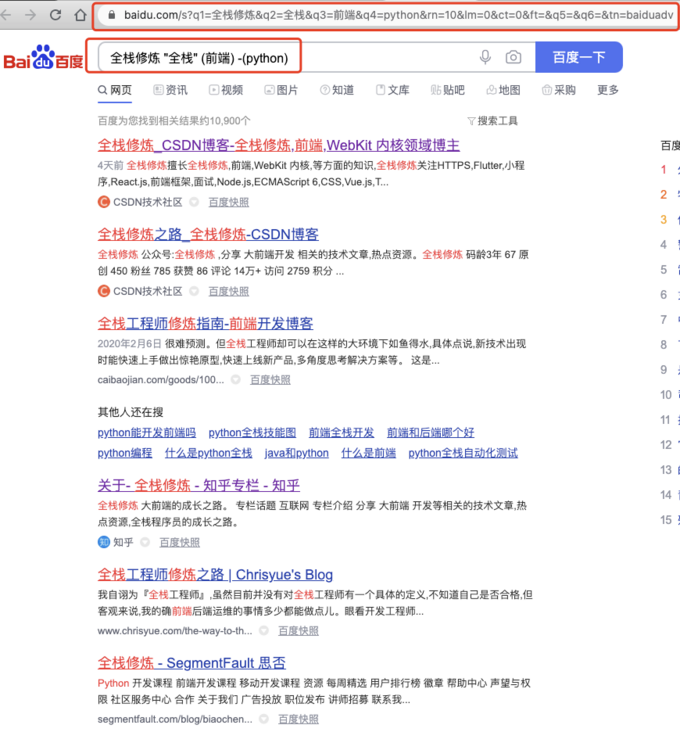 baidu.com/s?q1=全栈修炼&q2=全栈&q3=前端&q4=python&rn=10&lm=0&ct=0&ft=&q5=&q6=&tn=baiduadv
Bai du 百度
全栈修炼 "全栈" (前端) -(python)
百度一下
网页 资讯 视频 图片 知道 文库 贴吧 地图 采购 更多
百度为您找到相关结果约10,900个
搜索工具
全栈修炼_CSDN博客-全栈修炼,前端,WebKit 内核领域博主
4天前 全栈修炼擅长全栈修炼,前端,WebKit 内核,等方面的知识,全栈修炼关注HTTPS,Flutter,小程
序,React.js,前端框架,面试,Node.js,ECMAScript 6,CSS,Vue.js,T...
CSDN技术社区 百度快照
全栈修炼之路_全栈修炼-CSDN博客
全栈修炼 公众号:全栈修炼 ,分享 大前端开发 相关的技术文章,热点资源。全栈修炼 码龄3年 67 原
创 450 粉丝 785 获赞 86 评论 14万+ 访问 2759 积分 ...
CSDN技术社区 百度快照
全栈工程师修炼指南-前端开发博客
2020年2月6日 很难预测。但全栈工程师却可以在这样的大环境下如鱼得水,具体点说,新技术出现
时能快速上手做出惊艳原型,快速上线新产品,多角度思考解决方案等。 这是...
caibaojian.com/goods/100... 百度快照
其他人还在搜
python能开发前端吗 python全栈技能图 前端全栈开发 前端和后端哪个好
python编程 什么是python全栈 java和python 什么是前端 python全栈自动化测试
关于- 全栈修炼 - 知乎专栏 - 知乎
全栈修炼 大前端的成长之路。 专栏话题 互联网 专栏介绍 分享 大前端 开发等相关的技术文章,热
点资源,全栈程序员的成长之路。
知 知乎 百度快照
全栈工程师修炼之路 | Chrisyue's Blog
我自诩为『全栈工程师』,虽然目前并没有对全栈工程师有一个具体的定义,不知道自己是否合格,但
客观来说,我的确前端后端运维的事情多少都能做点儿。眼看开发工程师...
www.chrisyue.com/the-way-to-th... 百度快照
全栈修炼 - SegmentFault 思否
Python 开发课程 前端开发课程 移动开发课程 资源 每周精选 用户排行榜 徽章 帮助中心 声望与权
限 社区服务中心 合作 关于我们 广告投放 职位发布 讲师招募 联系我...
segmentfault.com/blog/biaochen... 百度快照
1
2
3
4
5
6
7
8
9
10
11
12
13
14
15